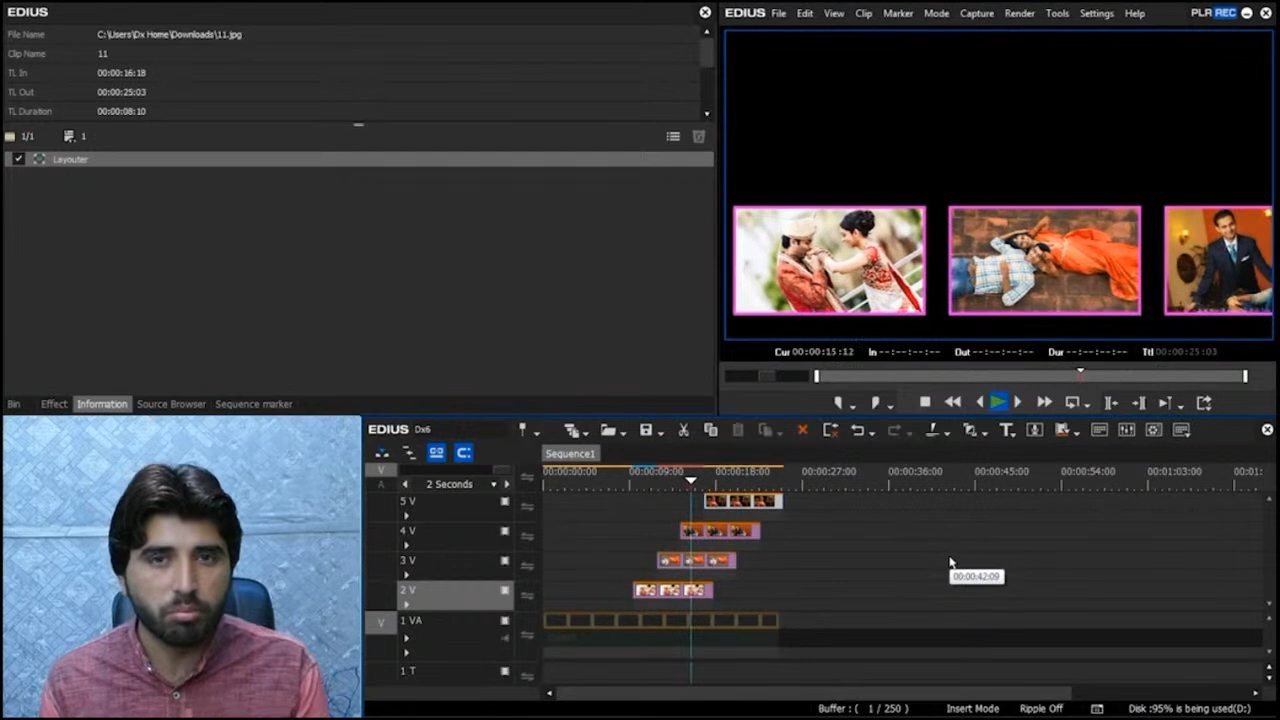 EDIUS
File Name C:\Users\Dx Home\Downloads\11.jpg
Clip Name 11
TL In 00:00:16:18
TL Out 00:00:25:03
TL Duration 00:00:08:10
1/1 1
Layouter
Bin Effect Information Source Browser Sequence marker
EDIUS File Edit View Clip Marker Mode Capture Render Tools Settings Help PLR REC
Cur 00:00:15:12 In --:--:--:-- Out --:--:--:-- Dur --:--:--:-- Ttl 00:00:25:03
EDIUS Dx6
Sequence1
V
A
2 Seconds
00:00:00:00 00:00:09:00 00:00:18:00 00:00:27:00 00:00:36:00 00:00:45:00 00:00:54:00 00:01:03:00 00:01:
5 V
4 V
3 V
2 V
V 1 VA
1 T
00:00:42:09
Buffer : ( 1 / 250 ) Insert Mode Ripple Off Disk :95% is being used(D:)